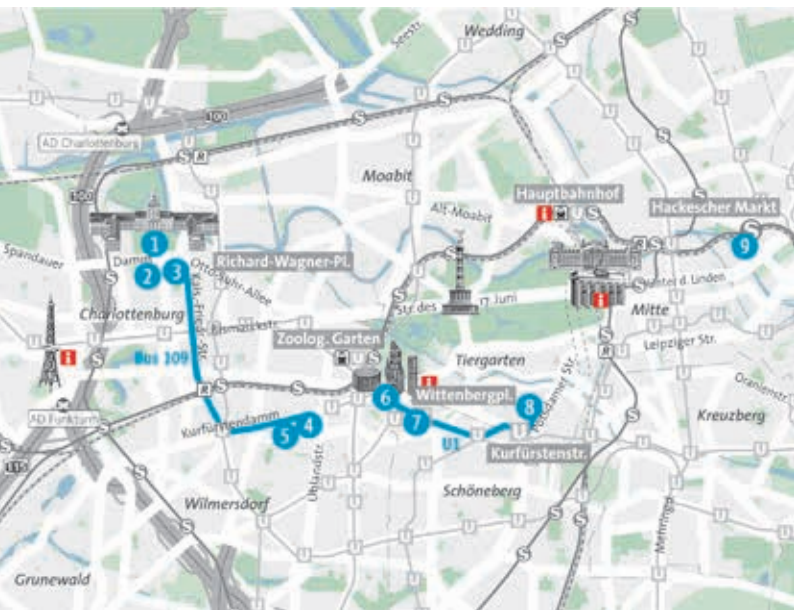 Wedding
Seestr.
100
AD Charlottenburg
Moabit
Hauptbahnhof
Alt-Moabit
Hackescher Markt
100
Spandauer
Damm
1
2
3
Richard-Wagner-Pl.
Otto-Suhr-Allee
9
Unter d. Linden
Str. des 17. Juni
Mitte
Charlottenburg
Bismarckstr.
Bus 109
Zoolog. Garten
Tiergarten
Leipziger Str.
Potsdamer Str.
Oranienstr.
AD Funkturm
Wittenbergpl.
6
7
8
Kurfürstendamm
5
4
U1
Kurfürstenstr.
Kreuzberg
115
Wilmersdorf
Uhlandstr.
Schöneberg
Grunewald